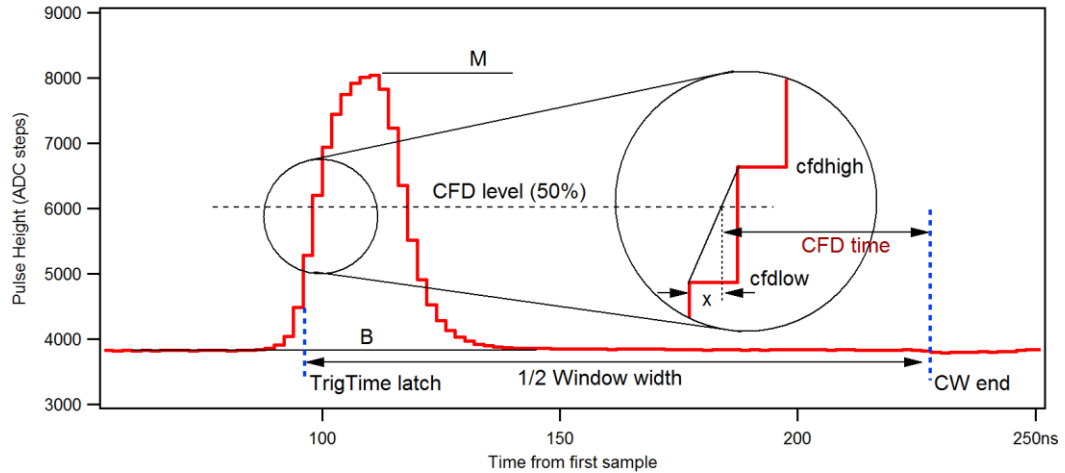 9000
8000
7000
6000
5000
4000
3000
Pulse Height (ADC steps)
M
CFD level (50%)
cfdhigh
CFD time
cfdlow
x
B
TrigTime latch
1/2 Window width
CW end
100
150
200
250ns
Time from first sample